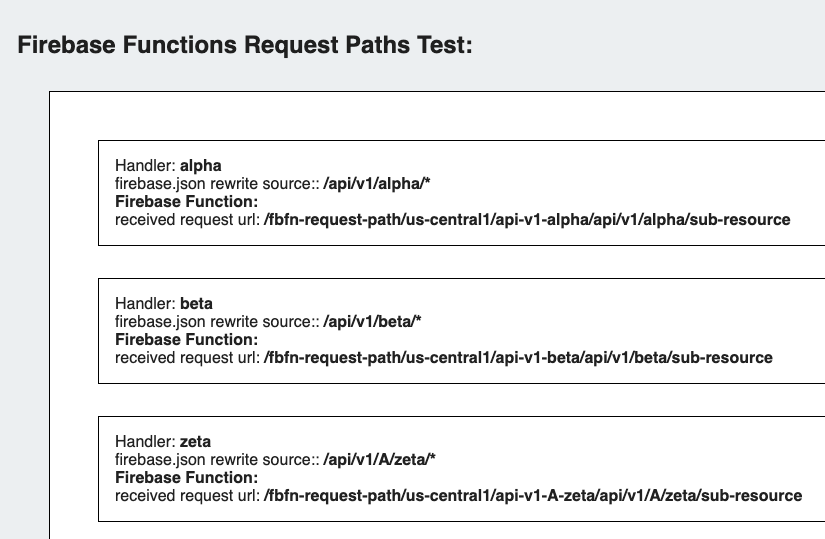 Firebase Functions Request Paths Test:
Handler: alpha
firebase.json rewrite source:: /api/v1/alpha/*
Firebase Function:
received request url: /fbfn-request-path/us-central1/api-v1-alpha/api/v1/alpha/sub-resource
Handler: beta
firebase.json rewrite source:: /api/v1/beta/*
Firebase Function:
received request url: /fbfn-request-path/us-central1/api-v1-beta/api/v1/beta/sub-resource
Handler: zeta
firebase.json rewrite source:: /api/v1/A/zeta/*
Firebase Function:
received request url: /fbfn-request-path/us-central1/api-v1-A-zeta/api/v1/A/zeta/sub-resource